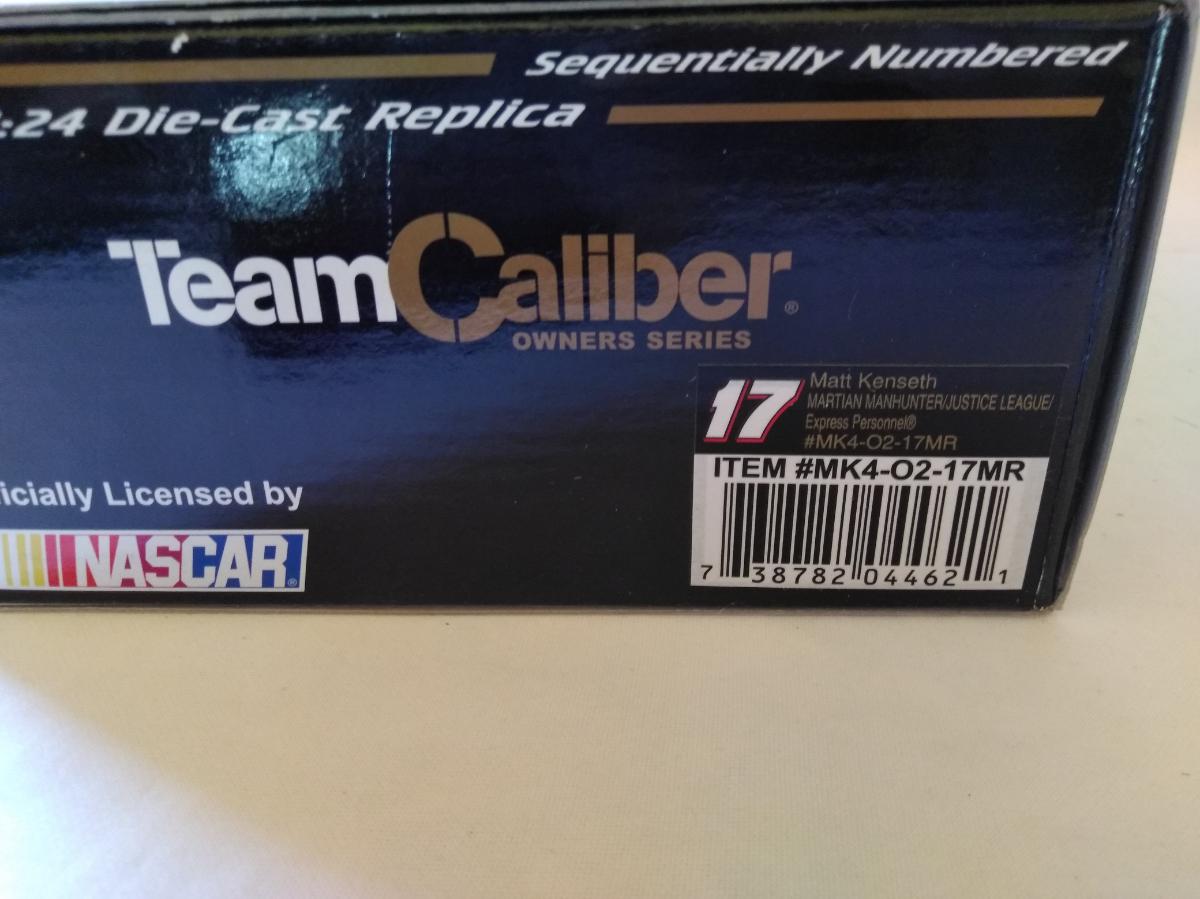 Sequentially Numbered
:24 Die-Cast Replica
TeamCaliber®
OWNERS SERIES
17
Matt Kenseth
MARTIAN MANHUNTER/JUSTICE LEAGUE/
Express Personnel®
#MK4-O2-17MR
ITEM #MK4-O2-17MR
7 38782 04462 1
icially Licensed by
NASCAR®